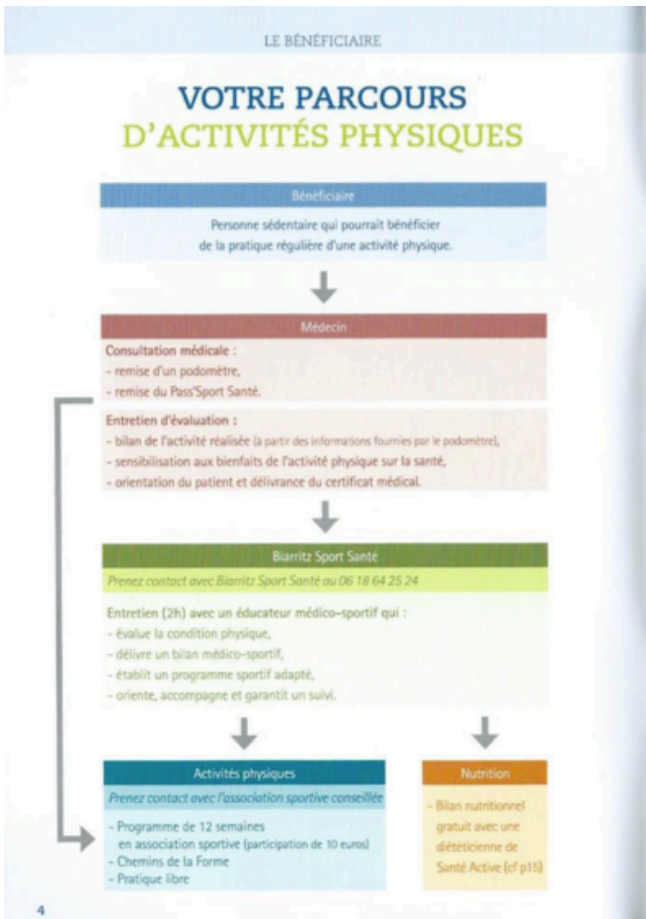 LE BÉNÉFICIAIRE
VOTRE PARCOURS
D'ACTIVITÉS PHYSIQUES
Bénéficiaire
Personne sédentaire qui pourrait bénéficier
de la pratique régulière d'une activité physique.
Médecin
Consultation médicale :
- remise d'un podomètre,
- remise du Pass'Sport Santé.
Entretien d'évaluation :
- bilan de l'activité réalisée (à partir des informations fournies par le podomètre),
- sensibilisation aux bienfaits de l'activité physique sur la santé,
- orientation du patient et délivrance du certificat médical.
Biarritz Sport Santé
Prenez contact avec Biarritz Sport Santé au 06 18 64 25 24
Entretien (2h) avec un éducateur médico-sportif qui :
- évalue la condition physique,
- délivre un bilan médico-sportif,
- établit un programme sportif adapté,
- oriente, accompagne et garantit un suivi.
Activités physiques
Prenez contact avec l'association sportive conseillée
- Programme de 12 semaines
en association sportive (participation de 10 euros)
- Chemins de la Forme
- Pratique libre
Nutrition
- Bilan nutritionnel
gratuit avec une
diététicienne de
Santé Active (cf p15)
4